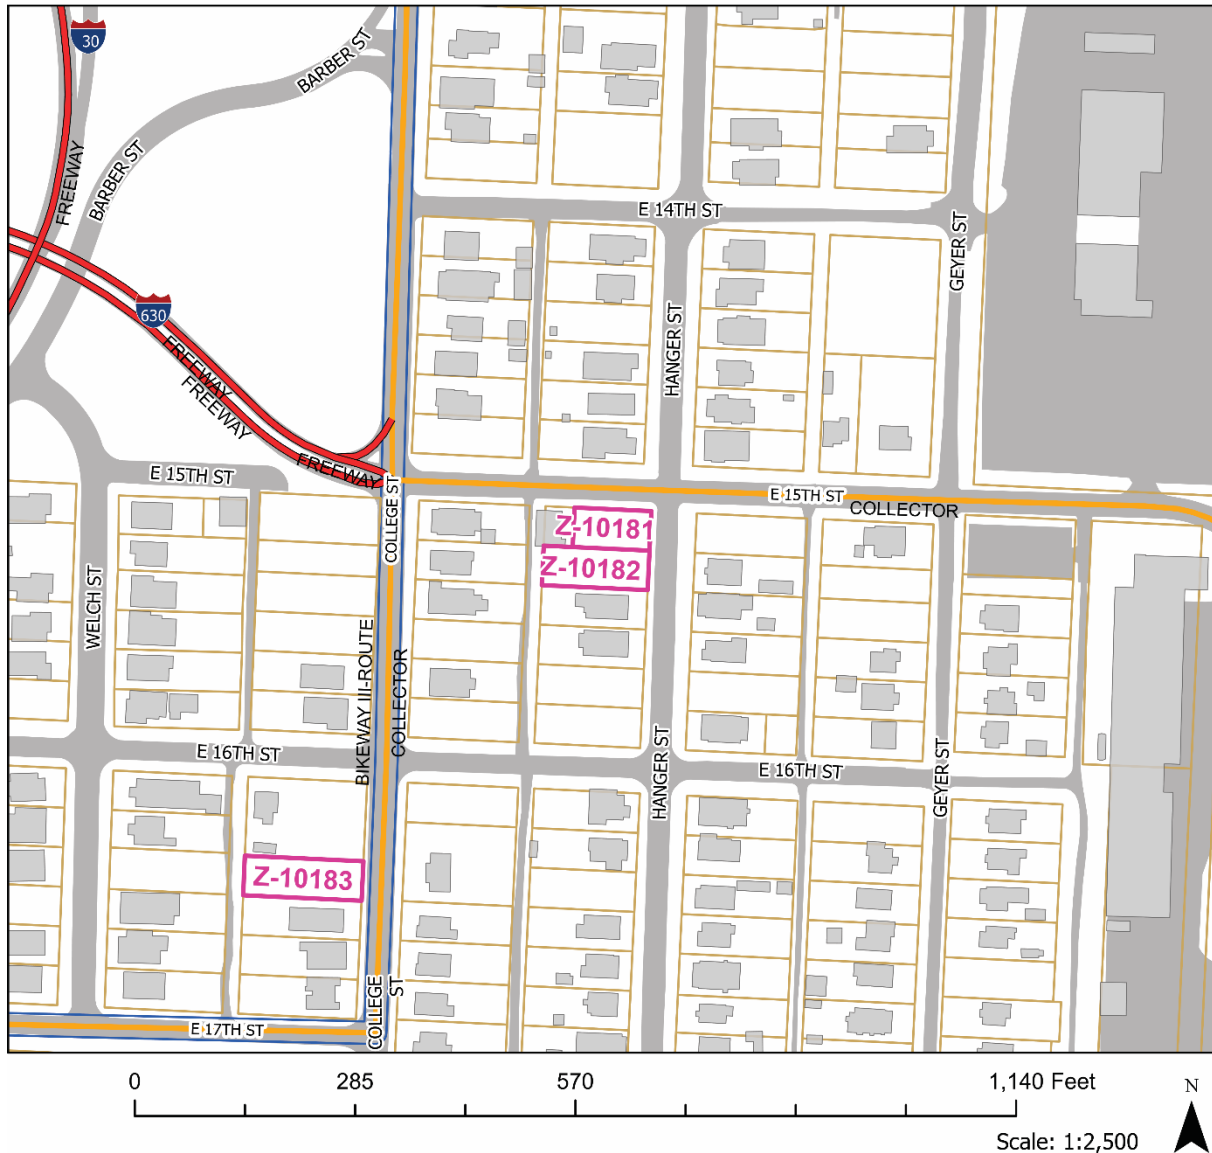 30
BARBER ST
BARBER ST
FREEWAY
E 14TH ST
GEYER ST
630
HANGER ST
FREEWAY
FREEWAY
FREEWAY
E 15TH ST
COLLEGE ST
E 15TH ST
COLLECTOR
Z-10181
Z-10182
WELCH ST
BIKEWAY III-ROUTE
COLLECTOR
E 16TH ST
HANGER ST
E 16TH ST
GEYER ST
Z-10183
COLLEGE
ST
E 17TH ST
0
285
570
1,140 Feet
N
Scale: 1:2,500